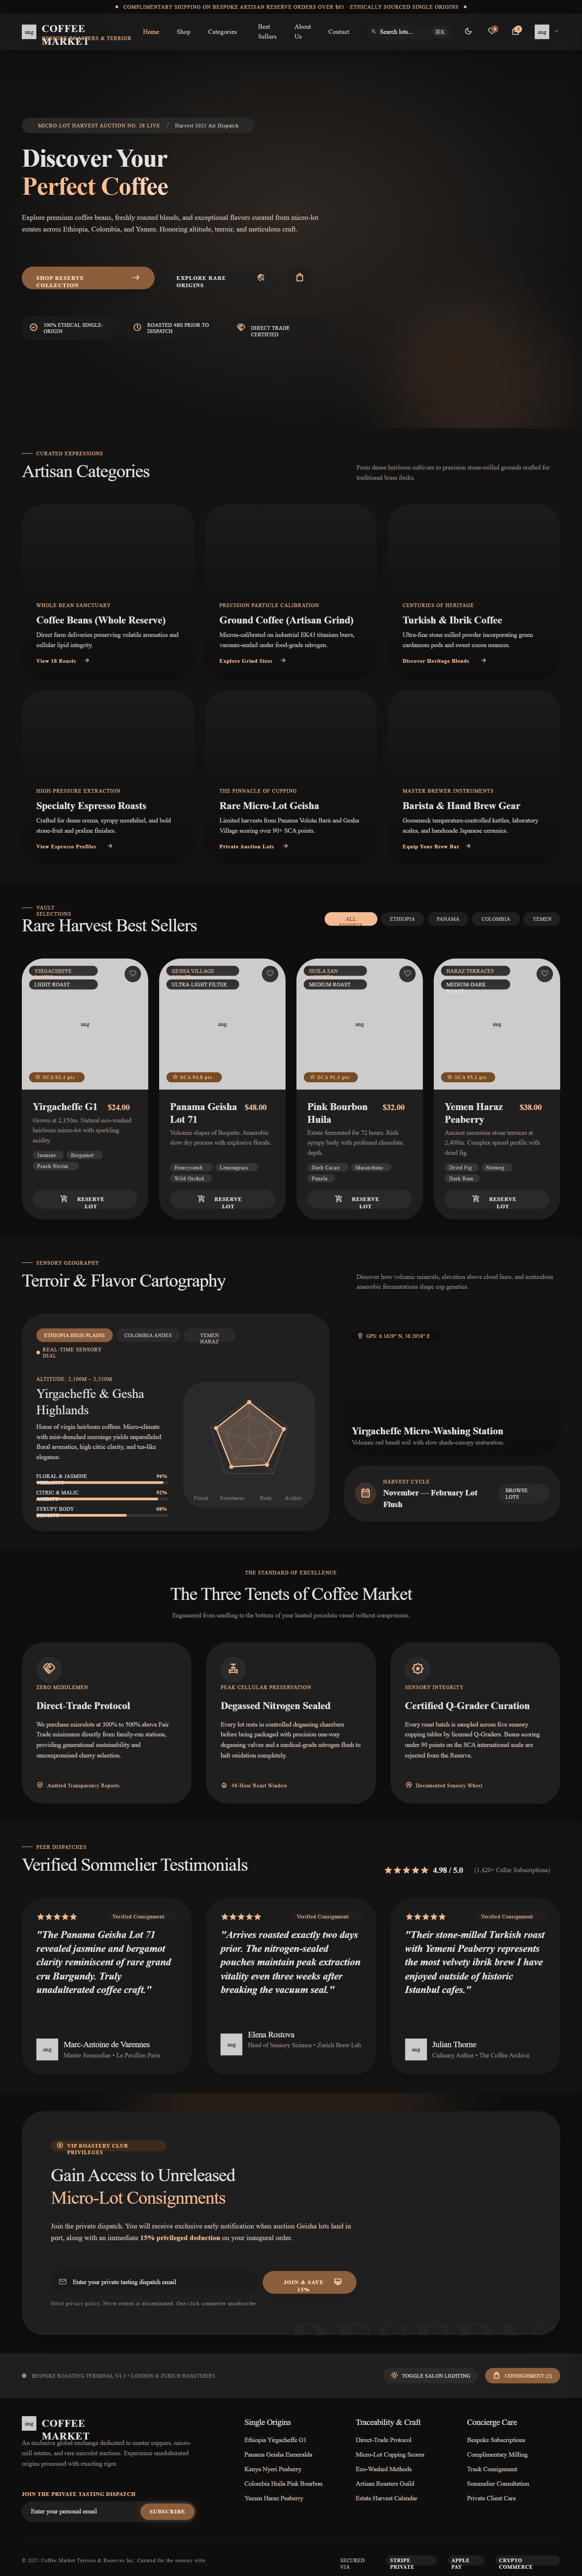 COMPLIMENTARY SHIPPING ON BESPOKE ARTISAN RESERVE ORDERS OVER $65 · ETHICALLY SOURCED SINGLE ORIGINS
img
COFFEE
MARKET
ROASTERS & TERROIR
Home
Shop
Categories
Best
Sellers
About
Us
Contact
Search lots...
⌘K
img
MICRO-LOT HARVEST AUCTION NO. 28 LIVE / Harvest 2025 Air Dispatch
Discover Your
Perfect Coffee
Explore premium coffee beans, freshly roasted blends, and exceptional flavors curated from micro-lot
estates across Ethiopia, Colombia, and Yemen. Honoring altitude, terroir, and meticulous craft.
SHOP RESERVE
COLLECTION
EXPLORE RARE
ORIGINS
100% ETHICAL SINGLE-
ORIGIN
ROASTED 48H PRIOR TO
DISPATCH
DIRECT TRADE
CERTIFIED
CURATED EXPRESSIONS
Artisan Categories
From dense heirloom cultivars to precision stone-milled grounds crafted for
traditional brass ibriks.
WHOLE BEAN SANCTUARY
Coffee Beans (Whole Reserve)
Direct farm deliveries preserving volatile aromatics and
cellular lipid integrity.
View 18 Roasts
PRECISION PARTICLE CALIBRATION
Ground Coffee (Artisan Grind)
Micron-calibrated on industrial EK43 titanium burrs,
vacuum-sealed under food-grade nitrogen.
Explore Grind Sizes
CENTURIES OF HERITAGE
Turkish & Ibrik Coffee
Ultra-fine stone milled powder incorporating green
cardamom pods and sweet cocoa nuances.
Discover Heritage Blends
HIGH-PRESSURE EXTRACTION
Specialty Espresso Roasts
Crafted for dense crema, syrupy mouthfeel, and bold
stone-fruit and praline finishes.
View Espresso Profiles
THE PINNACLE OF CUPPING
Rare Micro-Lot Geisha
Limited harvests from Panama Volcán Barú and Gesha
Village scoring over 90+ SCA points.
Private Auction Lots
MASTER BREWER INSTRUMENTS
Barista & Hand Brew Gear
Gooseneck temperature-controlled kettles, laboratory
scales, and handmade Japanese ceramics.
Equip Your Brew Bar
VAULT
SELECTIONS
Rare Harvest Best Sellers
ALL
ETHIOPIA
PANAMA
COLOMBIA
YEMEN
YIRGACHEFFE
LIGHT ROAST
img
SCA 92.4 pts
Yirgacheffe G1
$24.00
Grown at 2,150m. Natural eco-washed
heirloom micro-lot with sparkling
acidity.
Jasmine
Bergamot
Peach Nectar
RESERVE
LOT
GESHA VILLAGE
ULTRA-LIGHT FILTER
img
SCA 94.8 pts
Panama Geisha
Lot 71
$48.00
Volcanic slopes of Boquete. Anaerobic
slow dry process with explosive florals.
Honeycomb
Lemongrass
Wild Orchid
RESERVE
LOT
HUILA SAN
MEDIUM ROAST
img
SCA 91.5 pts
Pink Bourbon
Huila
$32.00
Estate fermented for 72 hours. Rich
syrupy body with profound chocolate
depth.
Dark Cacao
Maraschino
Panela
RESERVE
LOT
HARAZ TERRACES
MEDIUM-DARK
img
SCA 93.1 pts
Yemen Haraz
Peaberry
$38.00
Ancient mountain stone terraces at
2,400m. Complex spiced profile with
dried fig.
Dried Fig
Nutmeg
Dark Rum
RESERVE
LOT
SENSORY GEOGRAPHY
Terroir & Flavor Cartography
Discover how volcanic minerals, elevation above cloud lines, and meticulous
anaerobic fermentations shape cup genetics.
ETHIOPIA HIGH-PLAINS
COLOMBIA ANDES
YEMEN
HARAZ
REAL-TIME SENSORY
DIAL
ALTITUDE: 2,100M – 2,350M
Yirgacheffe & Gesha
Highlands
Home of virgin heirloom coffees. Micro-climate
with mist-drenched mornings yields unparalleled
floral aromatics, high citric clarity, and tea-like
elegance.
FLORAL & JASMINE
96%
CITRIC & MALIC
92%
SYRUPY BODY
68%
Floral
Sweetness
Body
Acidity
GPS: 6.1620° N, 38.2058° E
Yirgacheffe Micro-Washing Station
Volcanic red basalt soil with slow shade-canopy maturation.
HARVEST CYCLE
November — February Lot
Flush
BROWSE
LOTS
THE STANDARD OF EXCELLENCE
The Three Tenets of Coffee Market
Engineered from seedling to the bottom of your heated porcelain vessel without compromise.
ZERO MIDDLEMEN
Direct-Trade Protocol
We purchase microlots at 300% to 500% above Fair
Trade minimums directly from family-run stations,
providing generational sustainability and
uncompromised cherry selection.
Audited Transparency Reports
PEAK CELLULAR PRESERVATION
Degassed Nitrogen Sealed
Every lot rests in controlled degassing chambers
before being packaged with precision one-way
degassing valves and a medical-grade nitrogen flush to
halt oxidation completely.
48-Hour Roast Window
SENSORY INTEGRITY
Certified Q-Grader Curation
Every roast batch is sampled across five sensory
cupping tables by licensed Q-Graders. Beans scoring
under 90 points on the SCA international scale are
rejected from the Reserve.
Documented Sensory Wheel
PEER DISPATCHES
Verified Sommelier Testimonials
4.98 / 5.0
(1,420+ Cellar Subscriptions)
Verified Consignment
"The Panama Geisha Lot 71
revealed jasmine and bergamot
clarity reminiscent of rare grand
cru Burgundy. Truly
unadulterated coffee craft."
img
Marc-Antoine de Varennes
Master Sommelier • Le Pavillon Paris
Verified Consignment
"Arrives roasted exactly two days
prior. The nitrogen-sealed
pouches maintain peak extraction
vitality even three weeks after
breaking the vacuum seal."
img
Elena Rostova
Head of Sensory Science • Zurich Brew Lab
Verified Consignment
"Their stone-milled Turkish roast
with Yemeni Peaberry represents
the most velvety ibrik brew I have
enjoyed outside of historic
Istanbul cafes."
img
Julian Thorne
Culinary Author • The Coffee Archive
VIP ROASTERY CLUB
PRIVILEGES
Gain Access to Unreleased
Micro-Lot Consignments
Join the private dispatch. You will receive exclusive early notification when auction Geisha lots land in
port, along with an immediate 15% privileged deduction on your inaugural order.
Enter your private tasting dispatch email
JOIN & SAVE
15%
Strict privacy policy. Never rented or disseminated. One-click sommelier unsubscribe.
BESPOKE ROASTING TERMINAL V4.2 • LONDON & ZURICH ROASTERIES
TOGGLE SALON LIGHTING
CONSIGNMENT (2)
img
COFFEE
MARKET
An exclusive global exchange dedicated to master cuppers, micro-
mill estates, and rare microlot auctions. Experience unadulterated
origins processed with exacting rigor.
JOIN THE PRIVATE TASTING DISPATCH
Enter your personal email
SUBSCRIBE
Single Origins
Ethiopia Yirgacheffe G1
Panama Geisha Esmeralda
Kenya Nyeri Peaberry
Colombia Huila Pink Bourbon
Yemen Haraz Peaberry
Traceability & Craft
Direct-Trade Protocol
Micro-Lot Cupping Scores
Eco-Washed Methods
Artisan Roasters Guild
Estate Harvest Calendar
Concierge Care
Bespoke Subscriptions
Complimentary Milling
Track Consignment
Sommelier Consultation
Private Client Care
© 2025 Coffee Market Terroirs & Reserves Inc. Curated for the sensory elite.
SECURED
VIA
STRIPE
PRIVATE
APPLE
PAY
CRYPTO
COMMERCE